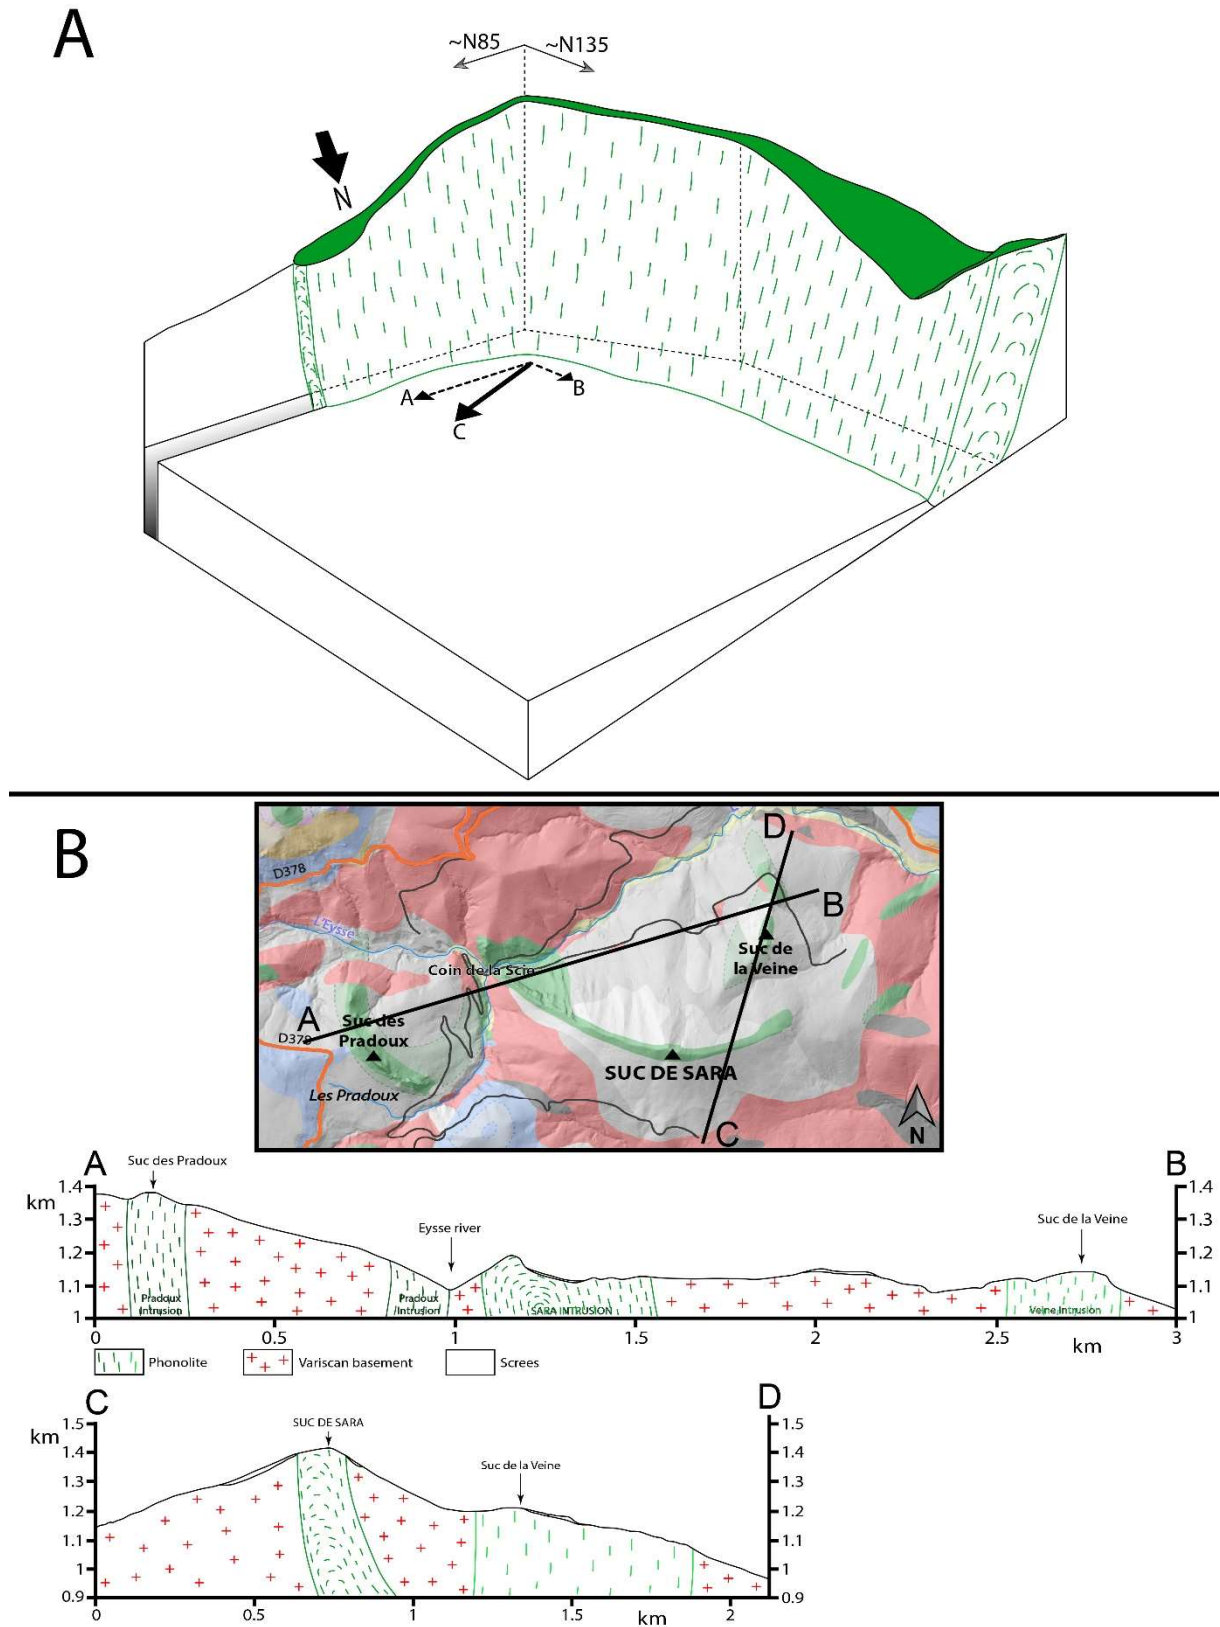 A
~N85
~N135
N
A
B
C
B
D378
L'Eysse
Coin de la Scie
D
B
Suc de
la Veine
A
D378
Suc des
Pradoux
Les Pradoux
SUC DE SARA
C
N
A
B
Suc des Pradoux
Eysse river
Suc de la Veine
km
1.4
1.3
1.2
1.1
1
1.4
1.3
1.2
1.1
1
Pradoux
Intrusion
Pradoux
Intrusion
SARA INTRUSION
Veine Intrusion
0
0.5
1
1.5
2
2.5
km
3
Phonolite
Variscan basement
Screes
C
D
SUC DE SARA
Suc de la Veine
km
1.5
1.4
1.3
1.2
1.1
1
0.9
1.5
1.4
1.3
1.2
1.1
1
0.9
0
0.5
1
1.5
km
2